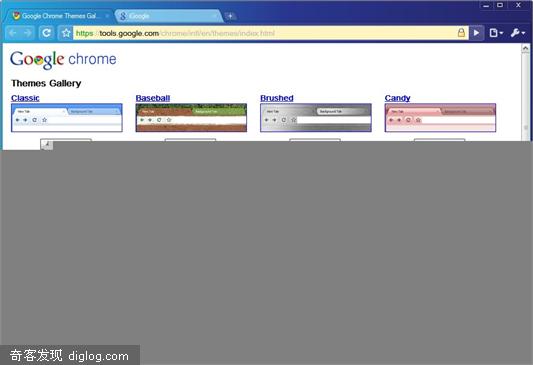 Google Chrome Themes Gal...
iGoogle
https://tools.google.com/chrome/intl/en/themes/index.html
Google chrome
Themes Gallery
Classic Baseball Brushed Candy
New Tab Background Tab New Tab Background Tab New Tab Background Tab New Tab Background Tab
奇客发现 diglog.com